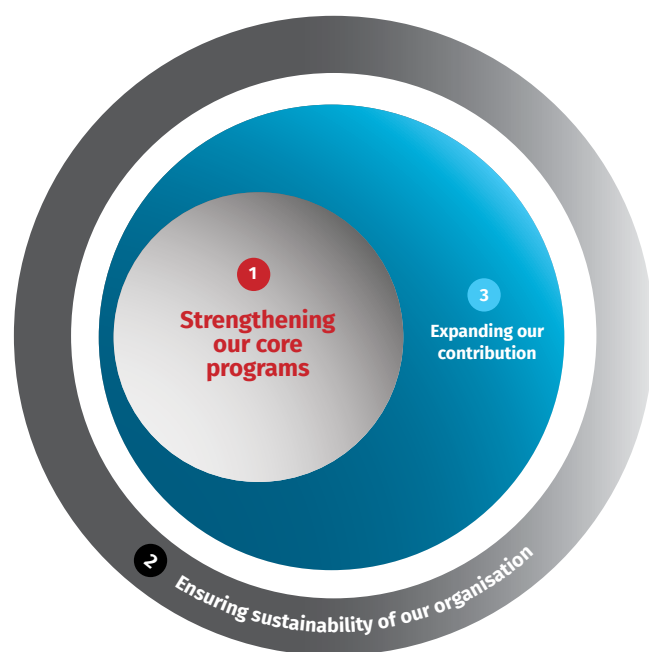 1
Strengthening
our core
programs
3
Expanding our
contribution
2
Ensuring sustainability of our organisation